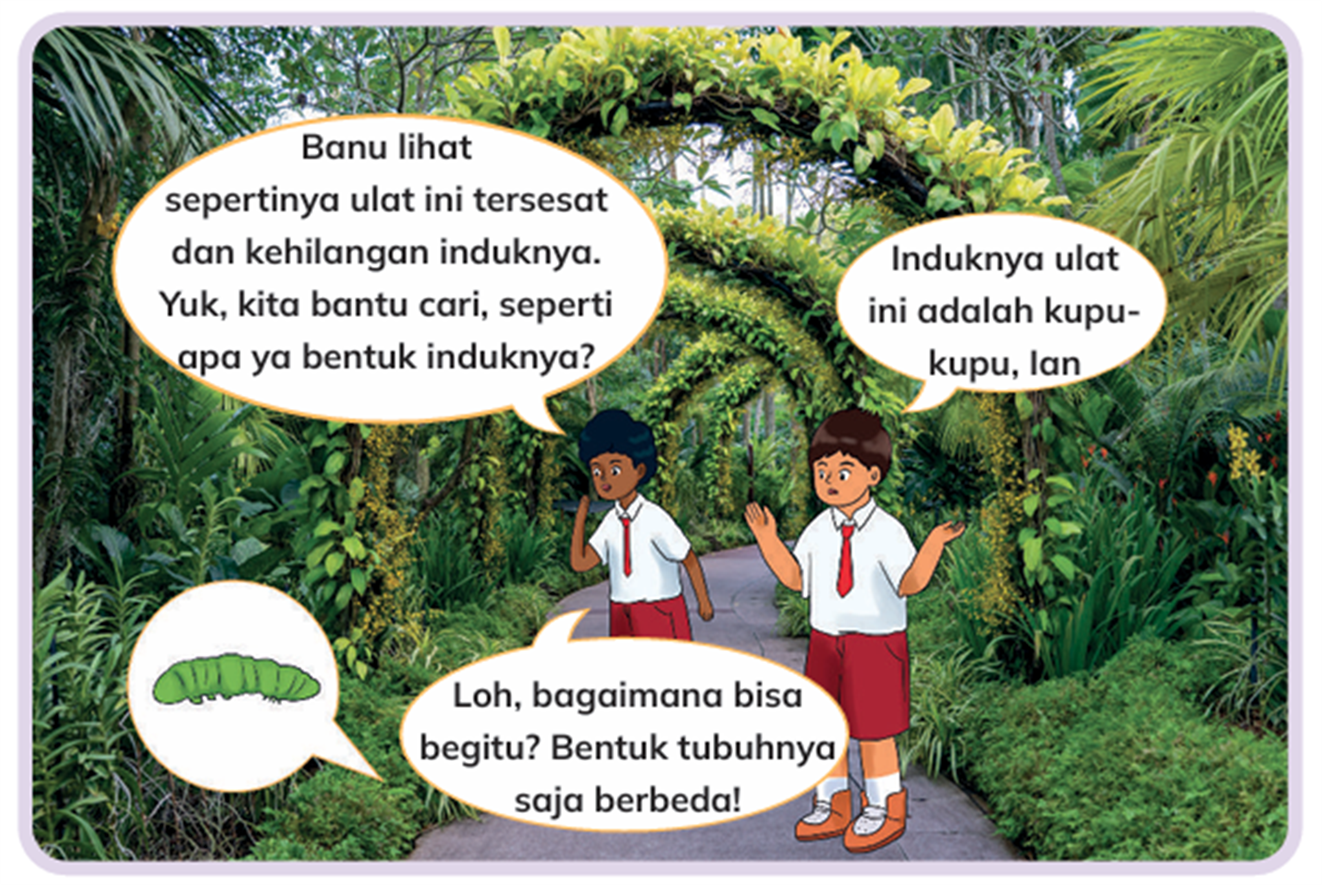 Banu lihat
sepertinya ulat ini tersesat
dan kehilangan induknya.
Yuk, kita bantu cari, seperti
apa ya bentuk induknya?
Induknya ulat
ini adalah kupu-
kupu, Ian
Loh, bagaimana bisa
begitu? Bentuk tubuhnya
saja berbeda!